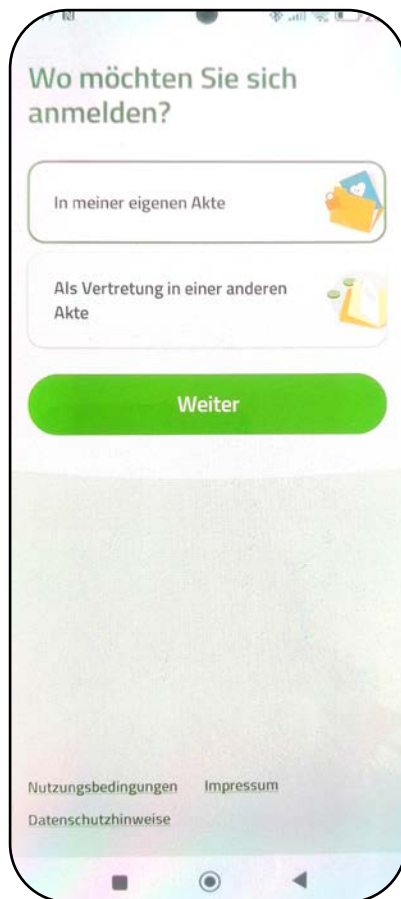 Wo möchten Sie sich
anmelden?
In meiner eigenen Akte
Als Vertretung in einer anderen
Akte
Weiter
Nutzungsbedingungen Impressum
Datenschutzhinweise